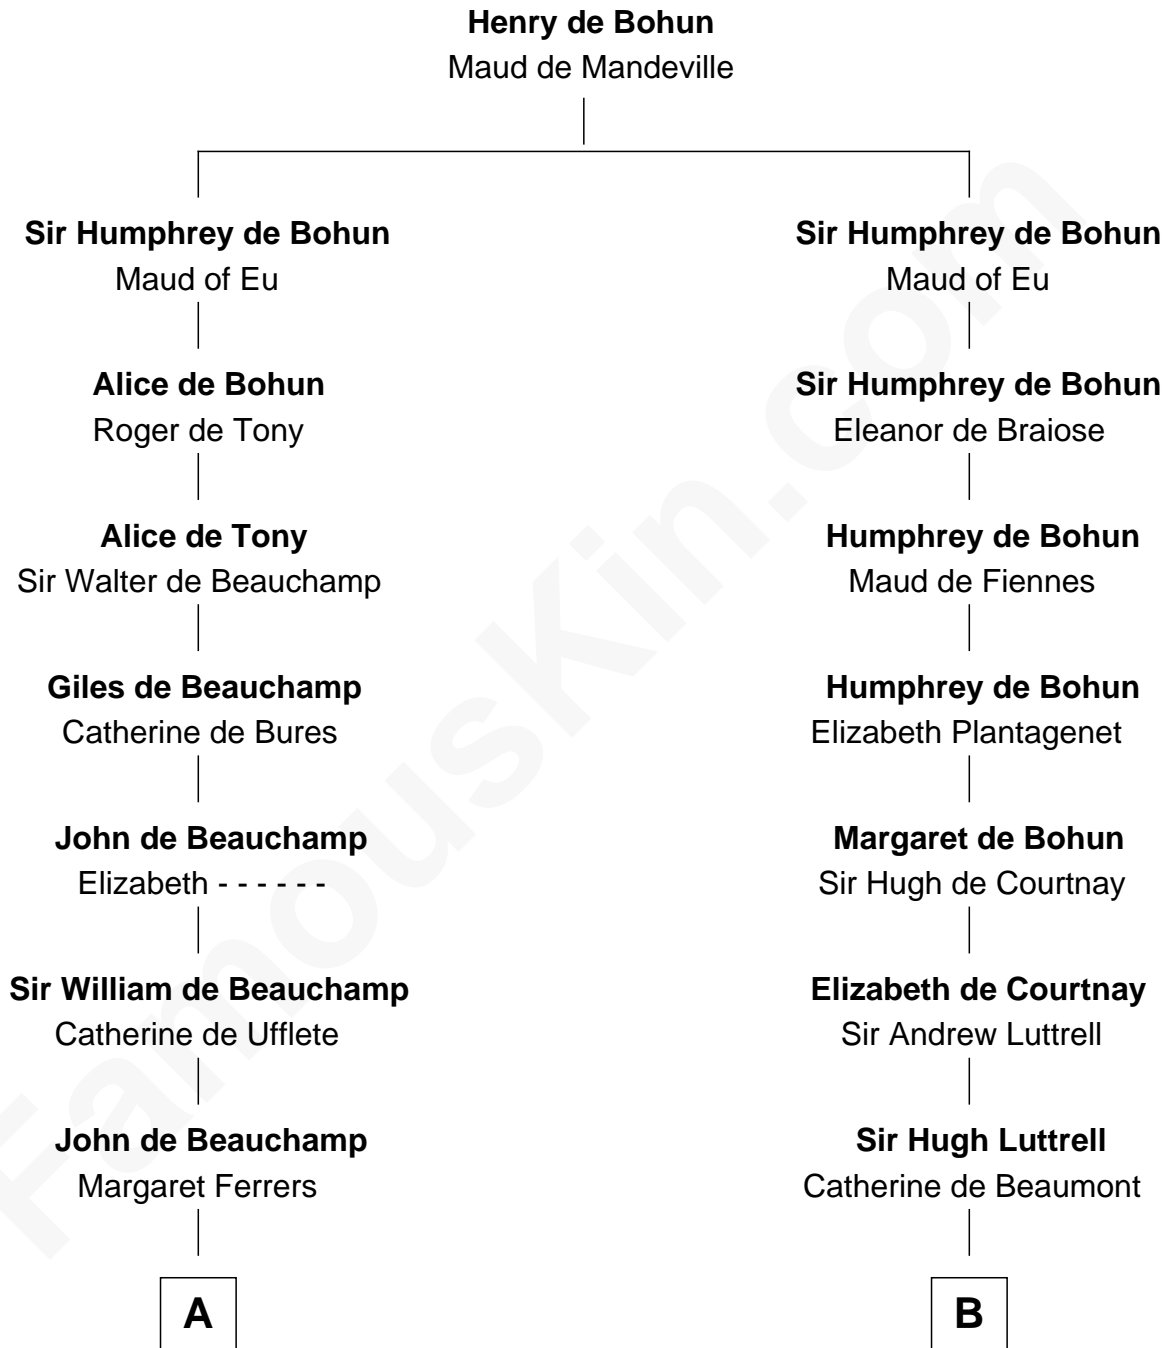 Henry de Bohun
Maud de Mandeville
Sir Humphrey de Bohun
Maud of Eu
Alice de Bohun
Roger de Tony
Alice de Tony
Sir Walter de Beauchamp
Giles de Beauchamp
Catherine de Bures
John de Beauchamp
Elizabeth - - - - - -
Sir William de Beauchamp
Catherine de Ufflete
John de Beauchamp
Margaret Ferrers
A
Sir Humphrey de Bohun
Maud of Eu
Sir Humphrey de Bohun
Eleanor de Braiose
Humphrey de Bohun
Maud de Fiennes
Humphrey de Bohun
Elizabeth Plantagenet
Margaret de Bohun
Sir Hugh de Courtnay
Elizabeth de Courtnay
Sir Andrew Luttrell
Sir Hugh Luttrell
Catherine de Beaumont
B
FamousKin.com